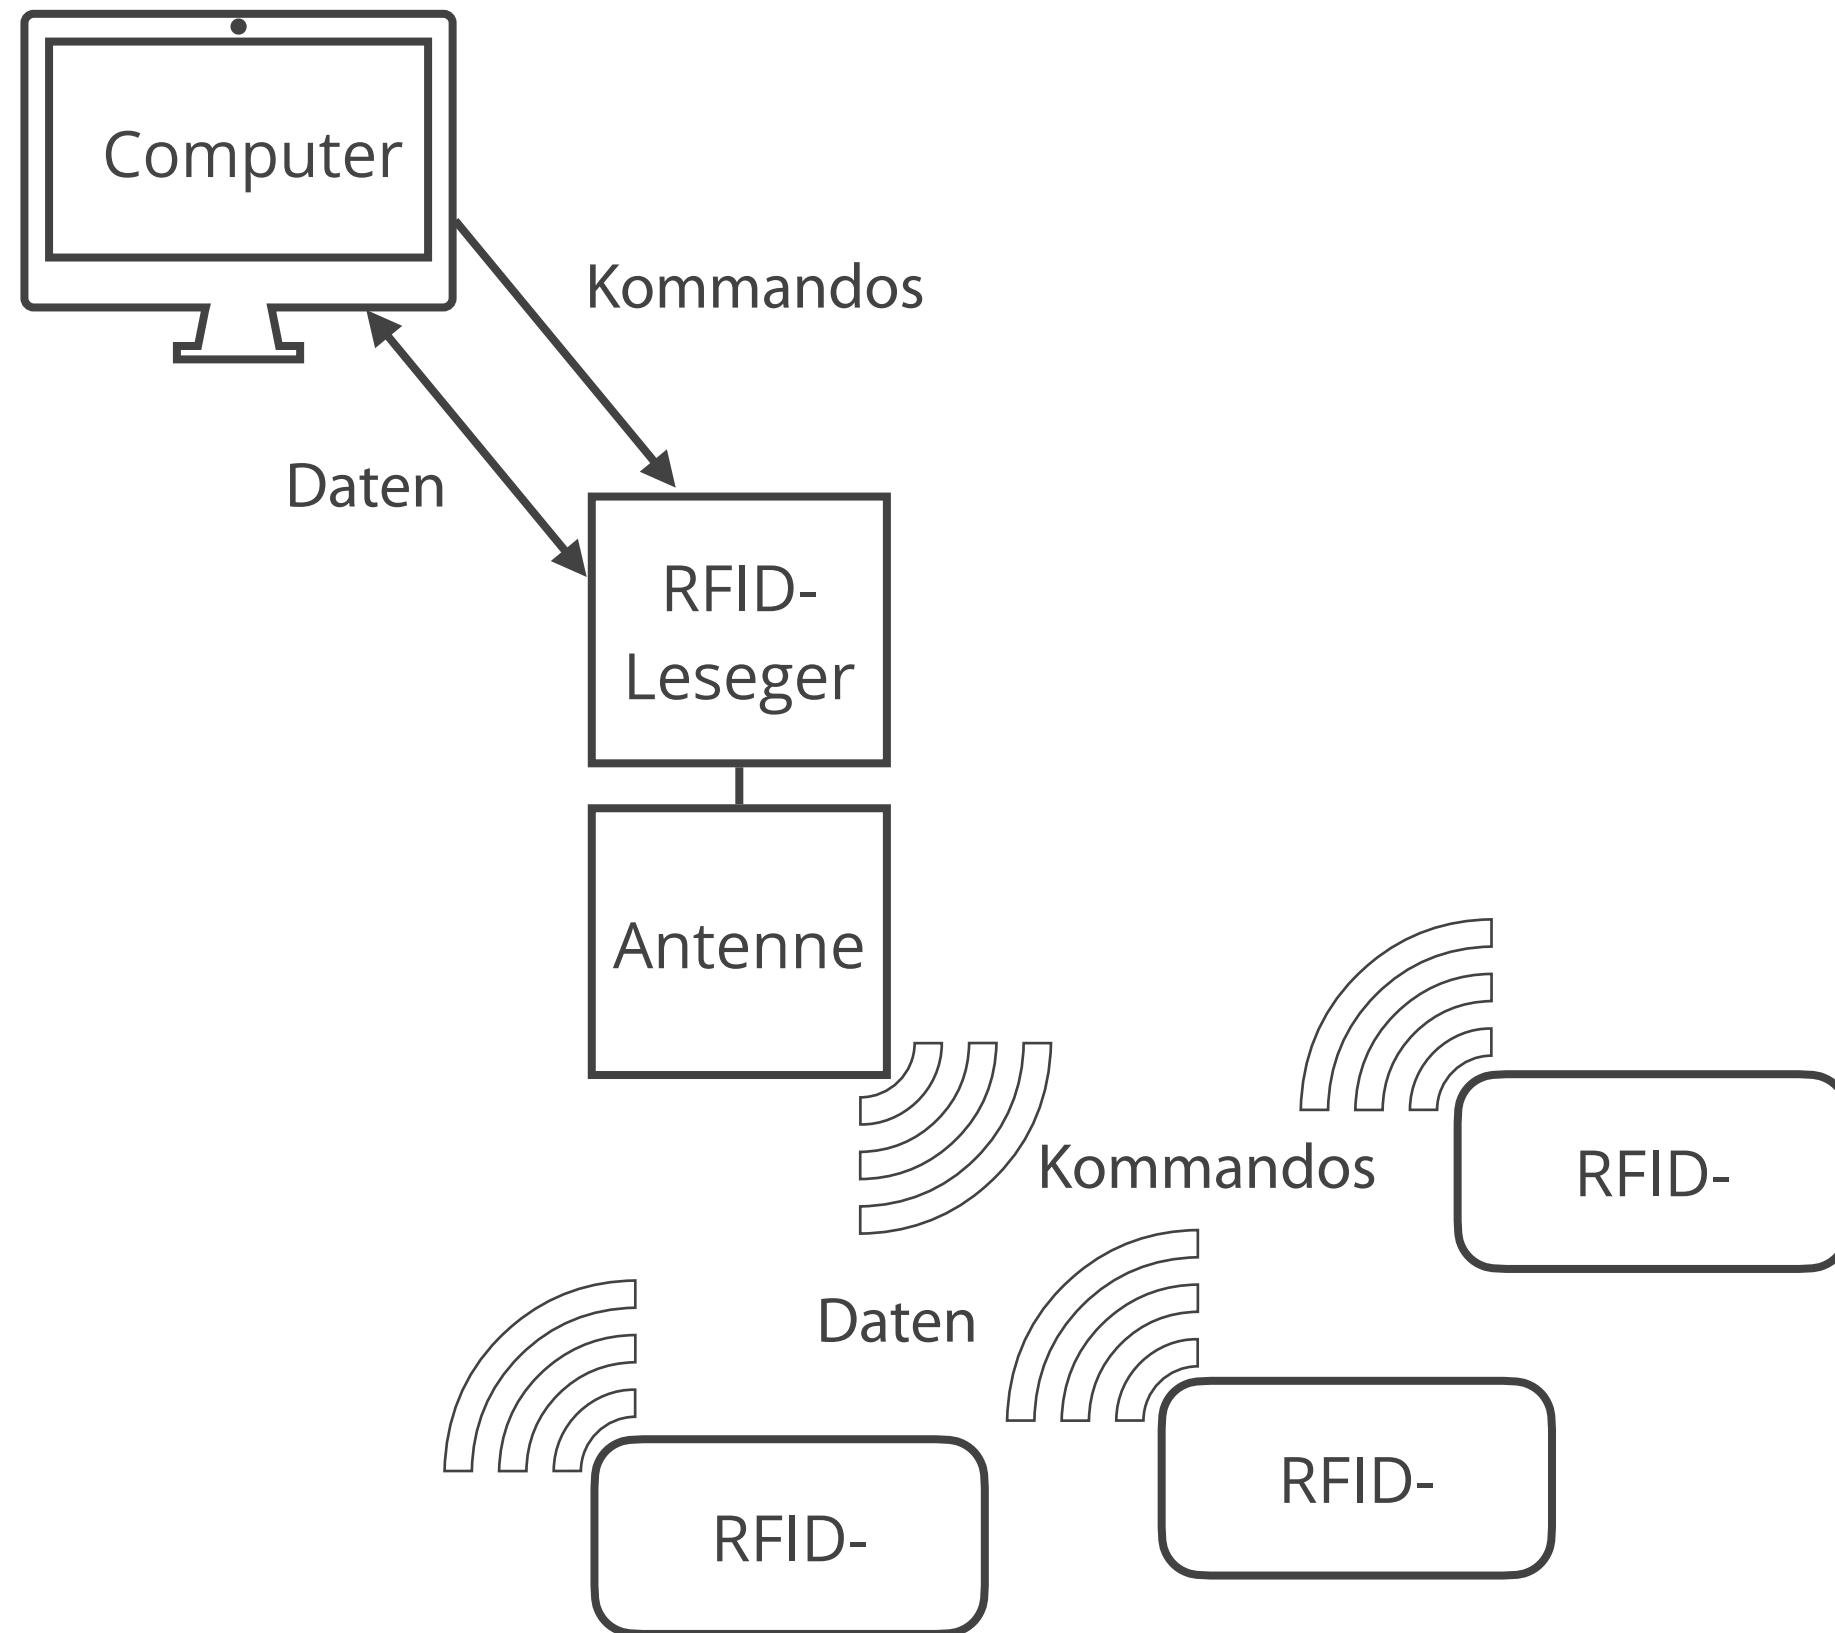 Computer
Kommandos
Daten
RFID-
Leseger
Antenne
Kommandos
RFID-
Daten
RFID-
RFID-